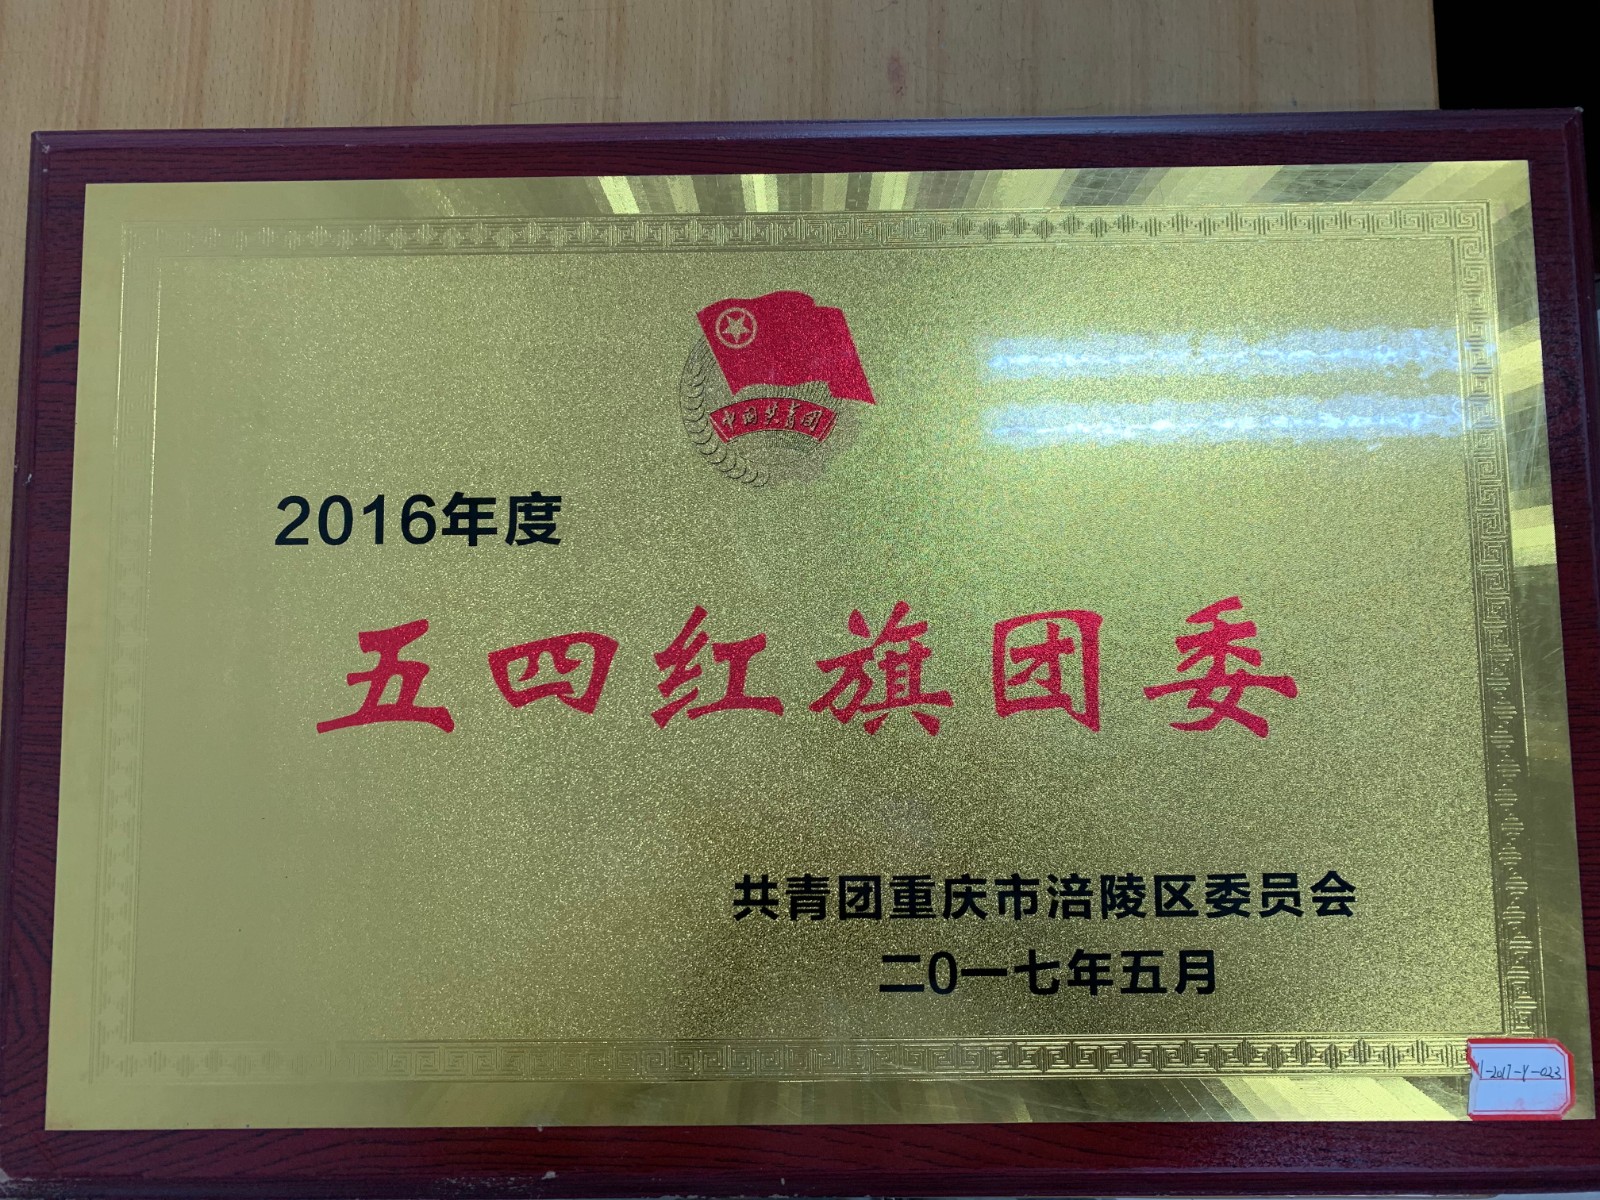 中国共青团
2016年度
五四红旗团委
共青团重庆市涪陵区委员会
二0一七年五月